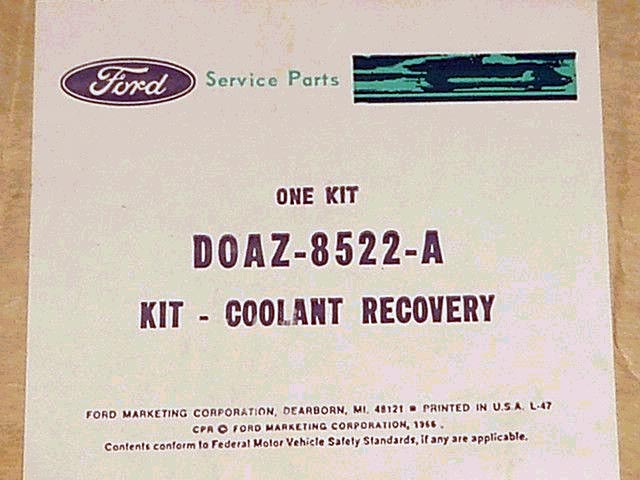 Ford Service Parts
ONE KIT
DOAZ-8522-A
KIT - COOLANT RECOVERY
FORD MARKETING CORPORATION, DEARBORN, MI. 48121 ■ PRINTED IN U.S.A. L-47
CPR © FORD MARKETING CORPORATION, 1966.
Contents conform to Federal Motor Vehicle Safety Standards, if any are applicable.